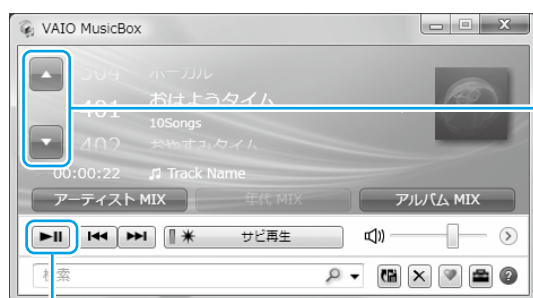 VAIO MusicBox
304 ボーカル
401 おはようタイム
10Songs
402 おやすみタイム
00:00:22 ♫ Track Name
アーティスト MIX 年代 MIX アルバム MIX
サビ再生
検索